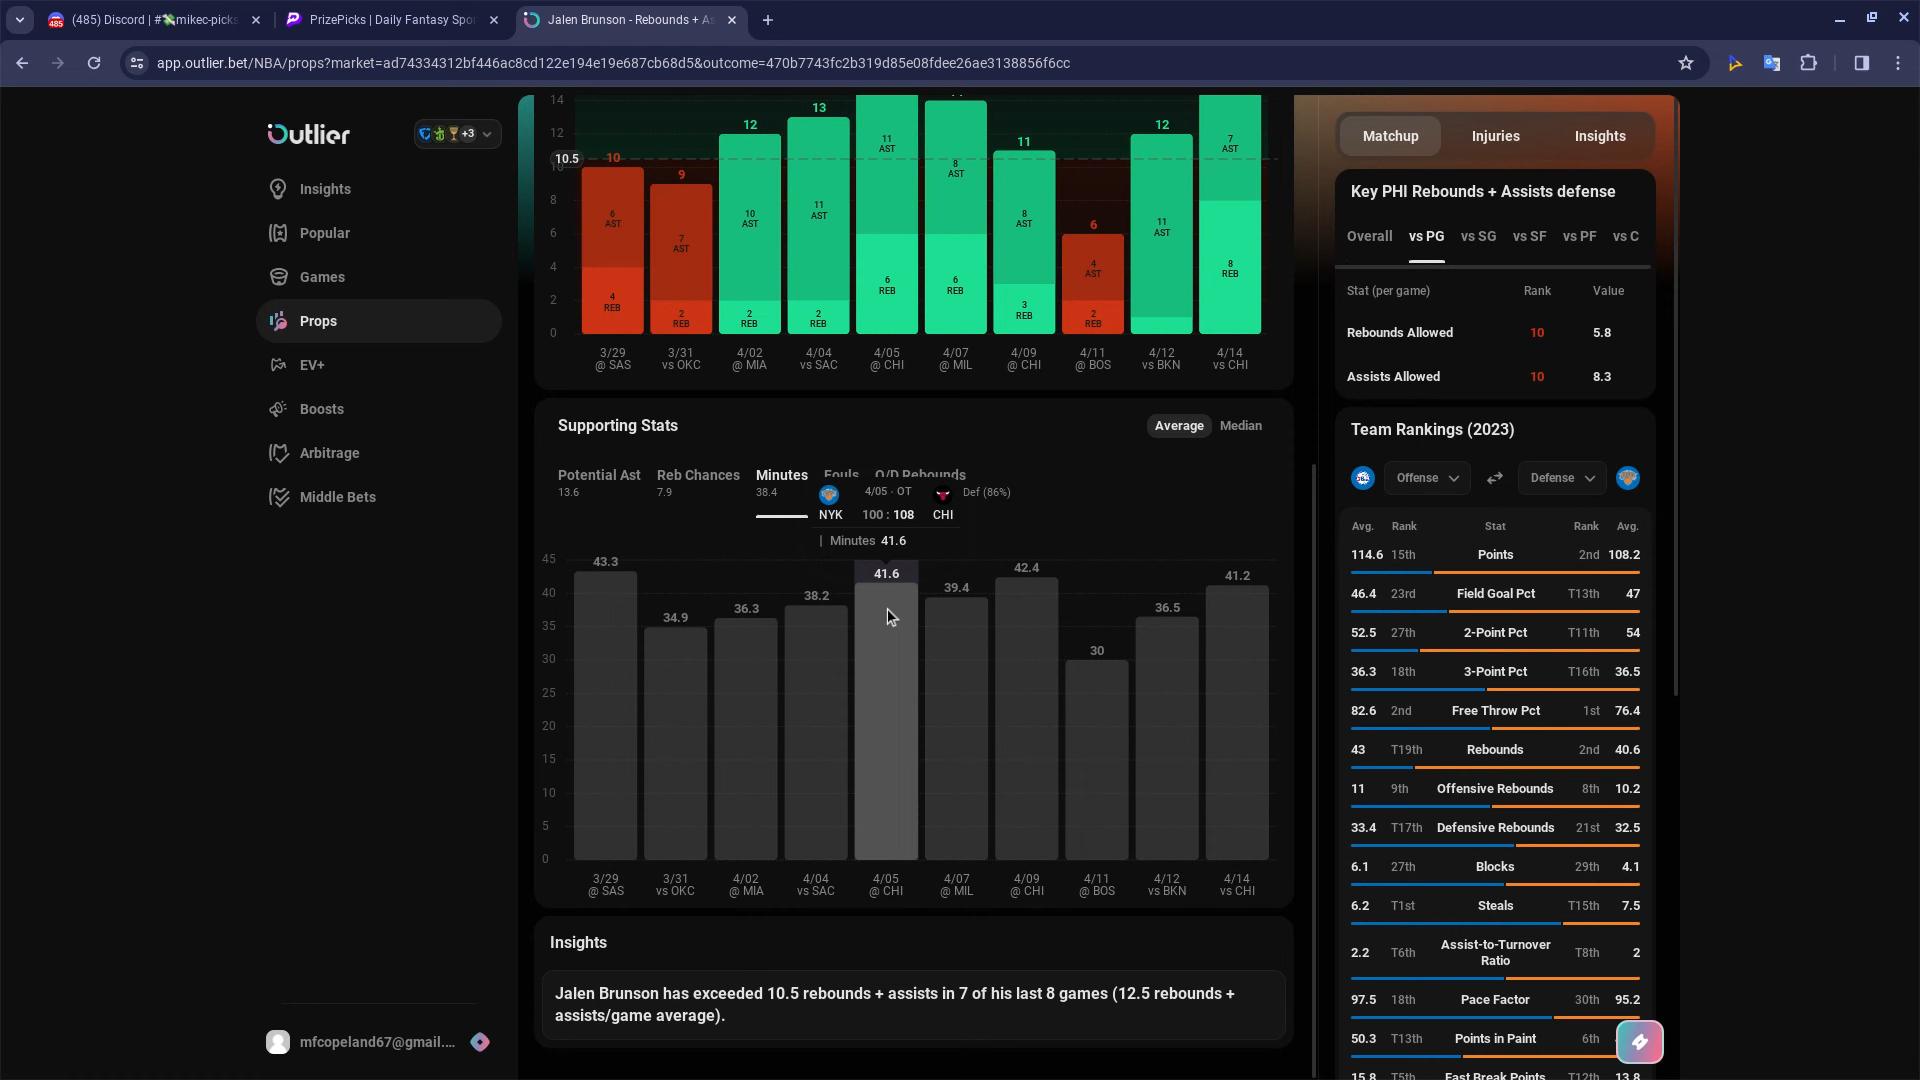 (485) Discord | #💸mikec-picks
PrizePicks | Daily Fantasy Spo
Jalen Brunson - Rebounds + As
app.outlier.bet/NBA/props?market=ad74334312bf446ac8cd122e194e19e687cb68d5&outcome=470b7743fc2b319d85e08fdee26ae3138856f6cc
Outlier
+3
Insights
Popular
Games
Props
EV+
Boosts
Arbitrage
Middle Bets
mfcopeland67@gmail....
14
12
10.5
10
8
6
4
2
0
10
9
12
13
11
6
12
6 AST
7 AST
10 AST
11 AST
11 AST
8 AST
8 AST
4 AST
11 AST
7 AST
4 REB
2 REB
2 REB
2 REB
6 REB
6 REB
3 REB
2 REB
8 REB
3/29 3/31 4/02 4/04 4/05 4/07 4/09 4/11 4/12 4/14
@ SAS vs OKC @ MIA vs SAC @ CHI @ MIL @ CHI @ BOS vs BKN vs CHI
Supporting Stats
Average Median
Potential Ast Reb Chances Minutes Fouls O/D Rebounds
13.6 7.9 38.4
4/05 · OT
Def (86%)
NYK 100 : 108 CHI
Minutes 41.6
45
40
35
30
25
20
15
10
5
0
43.3 34.9 36.3 38.2 41.6 39.4 42.4 30 36.5 41.2
3/29 3/31 4/02 4/04 4/05 4/07 4/09 4/11 4/12 4/14
@ SAS vs OKC @ MIA vs SAC @ CHI @ MIL @ CHI @ BOS vs BKN vs CHI
Insights
Jalen Brunson has exceeded 10.5 rebounds + assists in 7 of his last 8 games (12.5 rebounds +
assists/game average).
Matchup Injuries Insights
Key PHI Rebounds + Assists defense
Overall vs PG vs SG vs SF vs PF vs C
Stat (per game) Rank Value
Rebounds Allowed 10 5.8
Assists Allowed 10 8.3
Team Rankings (2023)
Offense Defense
Avg. Rank Stat Rank Avg.
114.6 15th Points 2nd 108.2
46.4 23rd Field Goal Pct T13th 47
52.5 27th 2-Point Pct T11th 54
36.3 18th 3-Point Pct T16th 36.5
82.6 2nd Free Throw Pct 1st 76.4
43 T19th Rebounds 2nd 40.6
11 9th Offensive Rebounds 8th 10.2
33.4 T17th Defensive Rebounds 21st 32.5
6.1 27th Blocks 29th 4.1
6.2 T1st Steals T15th 7.5
2.2 T6th Assist-to-Turnover T8th 2
Ratio
97.5 18th Pace Factor 30th 95.2
50.3 T13th Points in Paint 6th
15.8 T5th Fast Break Points T12th 13.8